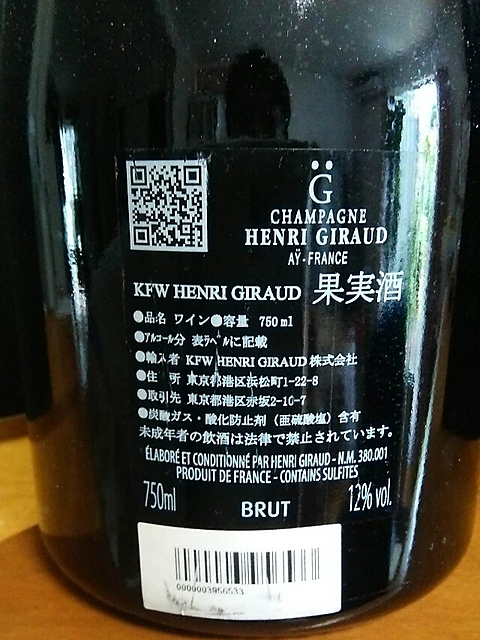 G̈
CHAMPAGNE
HENRI GIRAUD
AŸ-FRANCE
KFW HENRI GIRAUD 果実酒
●品名 ワイン●容量 750ml
●アルコール分 表ラベルに記載
●輸入者 KFW HENRI GIRAUD 株式会社
●住 所 東京都港区浜松町1-22-8
●取引先 東京都港区赤坂2-10-7
●炭酸ガス・酸化防止剤(亜硫酸塩)含有
未成年者の飲酒は法律で禁止されています。
ÉLABORÉ ET CONDITIONNÉ PAR HENRI GIRAUD - N.M. 380.001
PRODUIT DE FRANCE - CONTAINS SULFITES
750ml BRUT 12% vol.
0000003956533